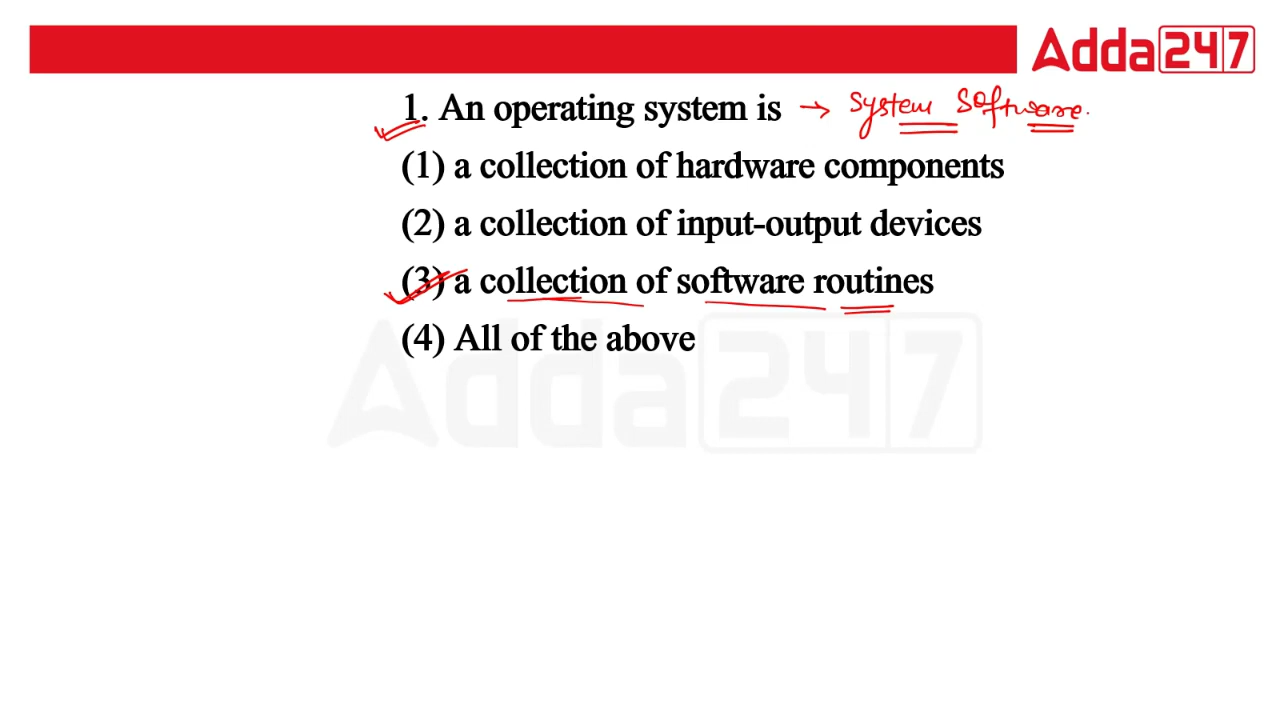 Adda247
1. An operating system is → System Software.
(1) a collection of hardware components
(2) a collection of input-output devices
(3) a collection of software routines
(4) All of the above
Adda247